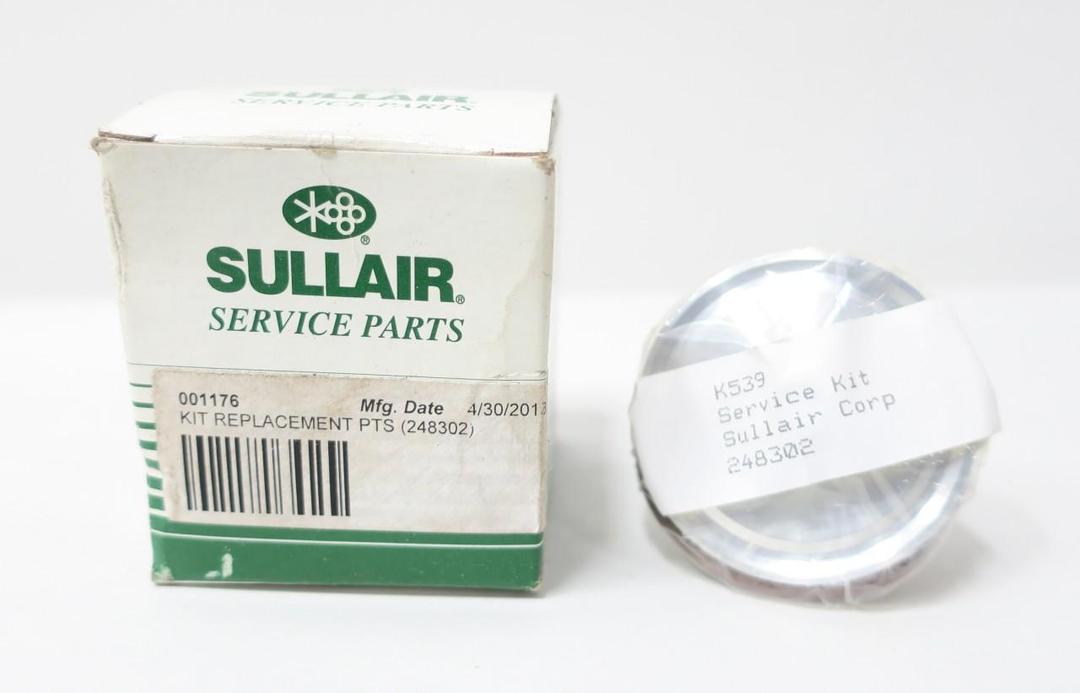 SULLAIR
SERVICE PARTS
SULLAIR®
SERVICE PARTS
001176 Mfg. Date 4/30/2013
KIT REPLACEMENT PTS (248302)
K539
Service Kit
Sullair Corp
248302